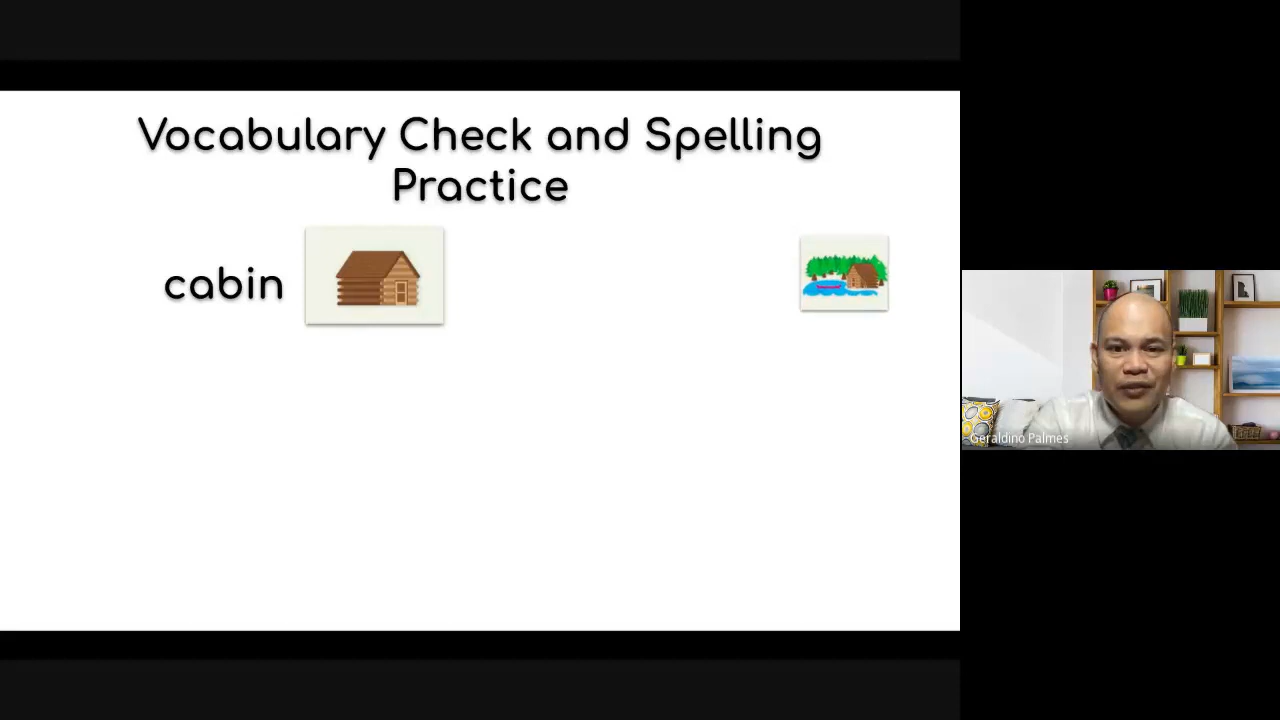 Vocabulary Check and Spelling
Practice
cabin
Geraldino Palmes